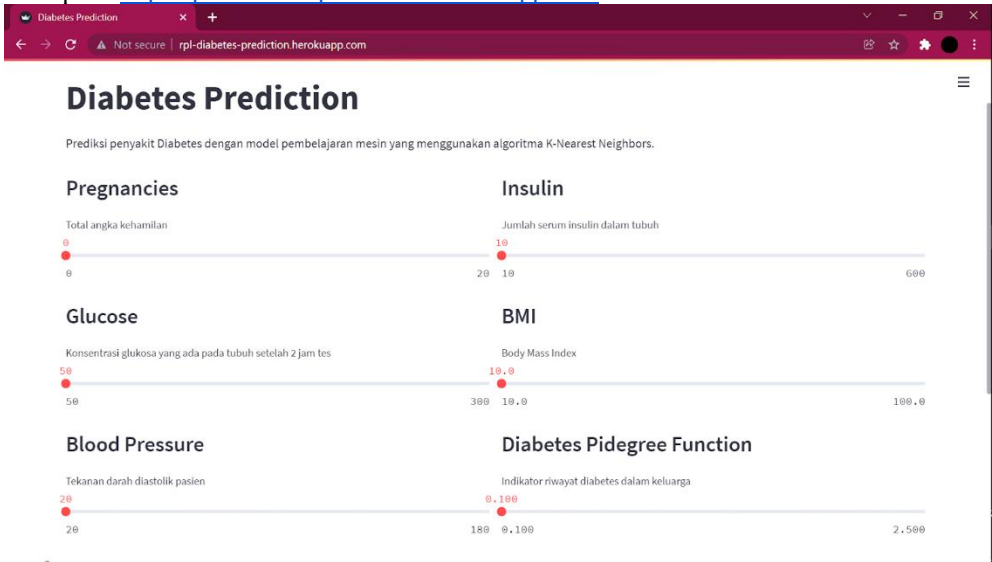 Diabetes Prediction
Not secure | rpl-diabetes-prediction.herokuapp.com
Diabetes Prediction
Prediksi penyakit Diabetes dengan model pembelajaran mesin yang menggunakan algoritma K-Nearest Neighbors.
Pregnancies
Total angka kehamilan
0
0 20
Insulin
Jumlah serum insulin dalam tubuh
10
10 600
Glucose
Konsentrasi glukosa yang ada pada tubuh setelah 2 jam tes
50
50 300
BMI
Body Mass Index
10.0
10.0 100.0
Blood Pressure
Tekanan darah diastolik pasien
20
20 180
Diabetes Pidegree Function
Indikator riwayat diabetes dalam keluarga
0.100
0.100 2.500